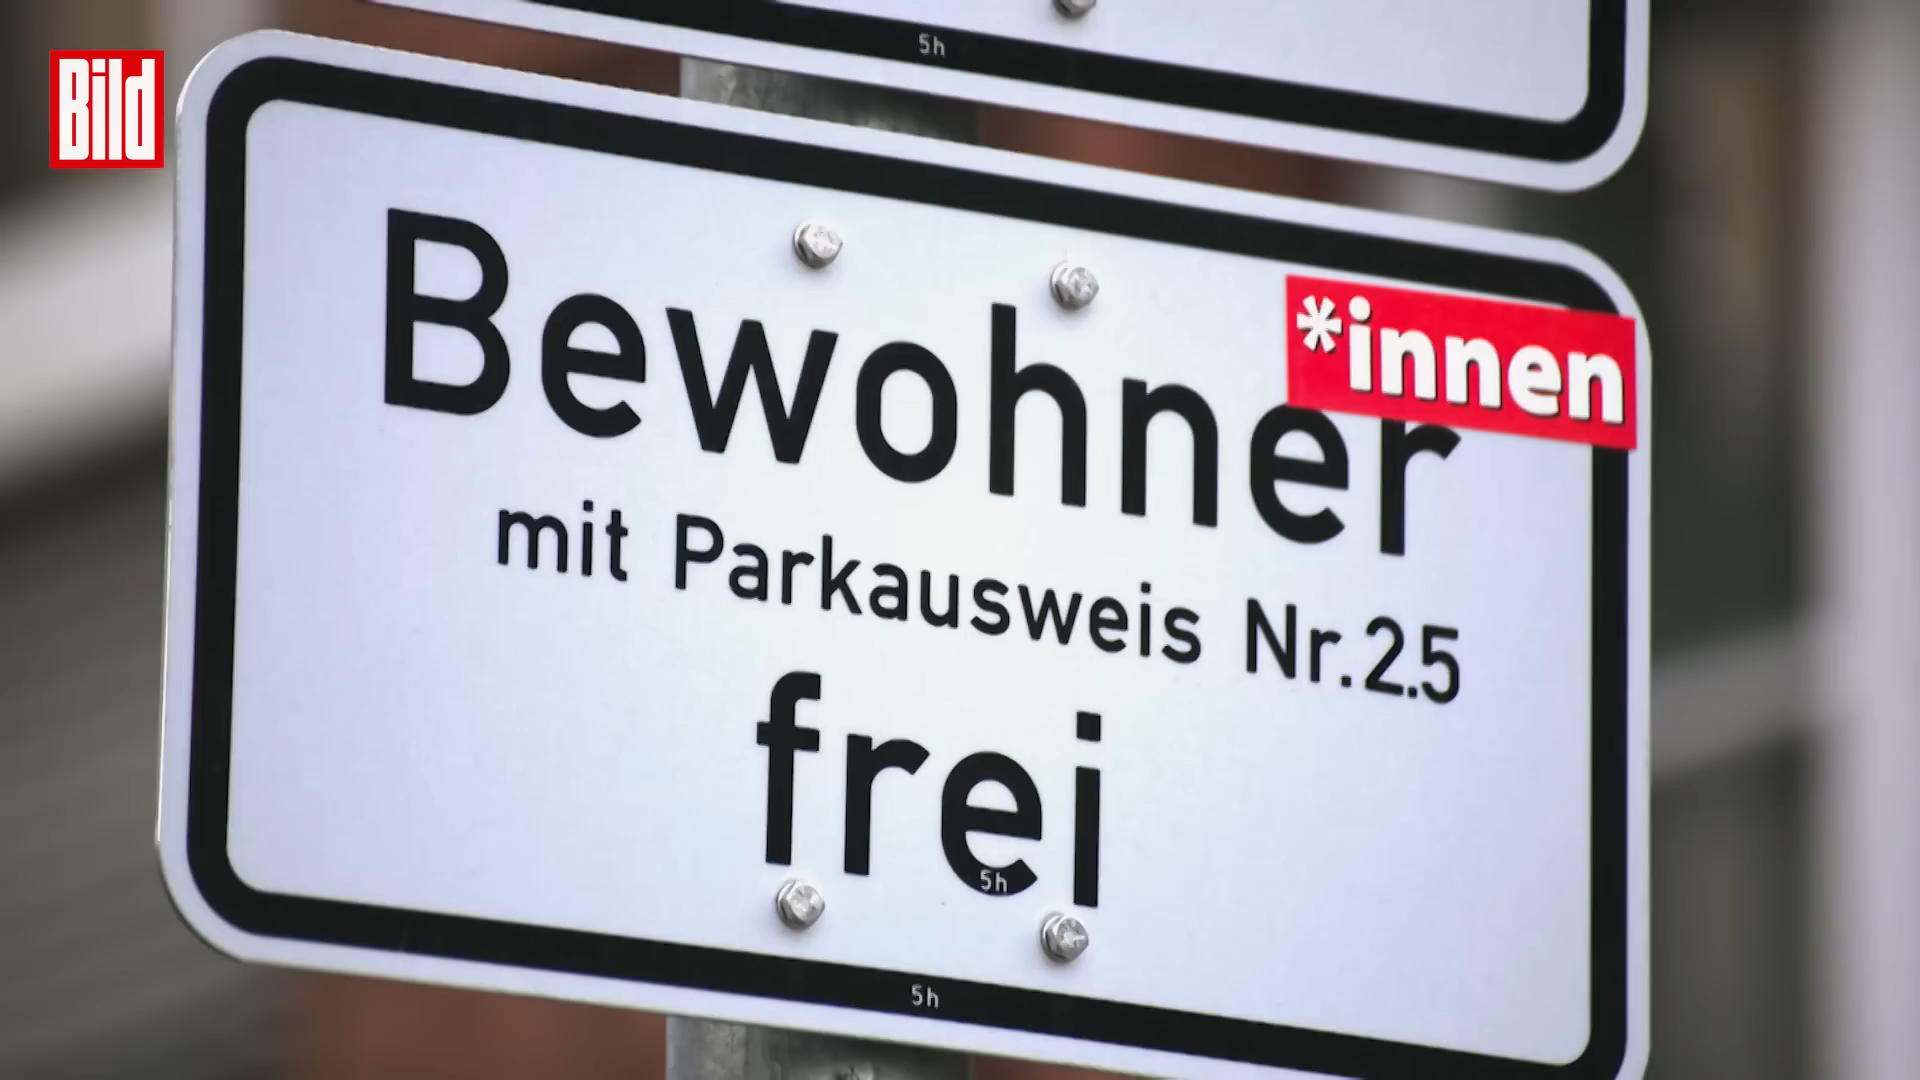 5h
Bild
*innen
Bewohner
mit Parkausweis Nr.2.5
frei
5h
5h